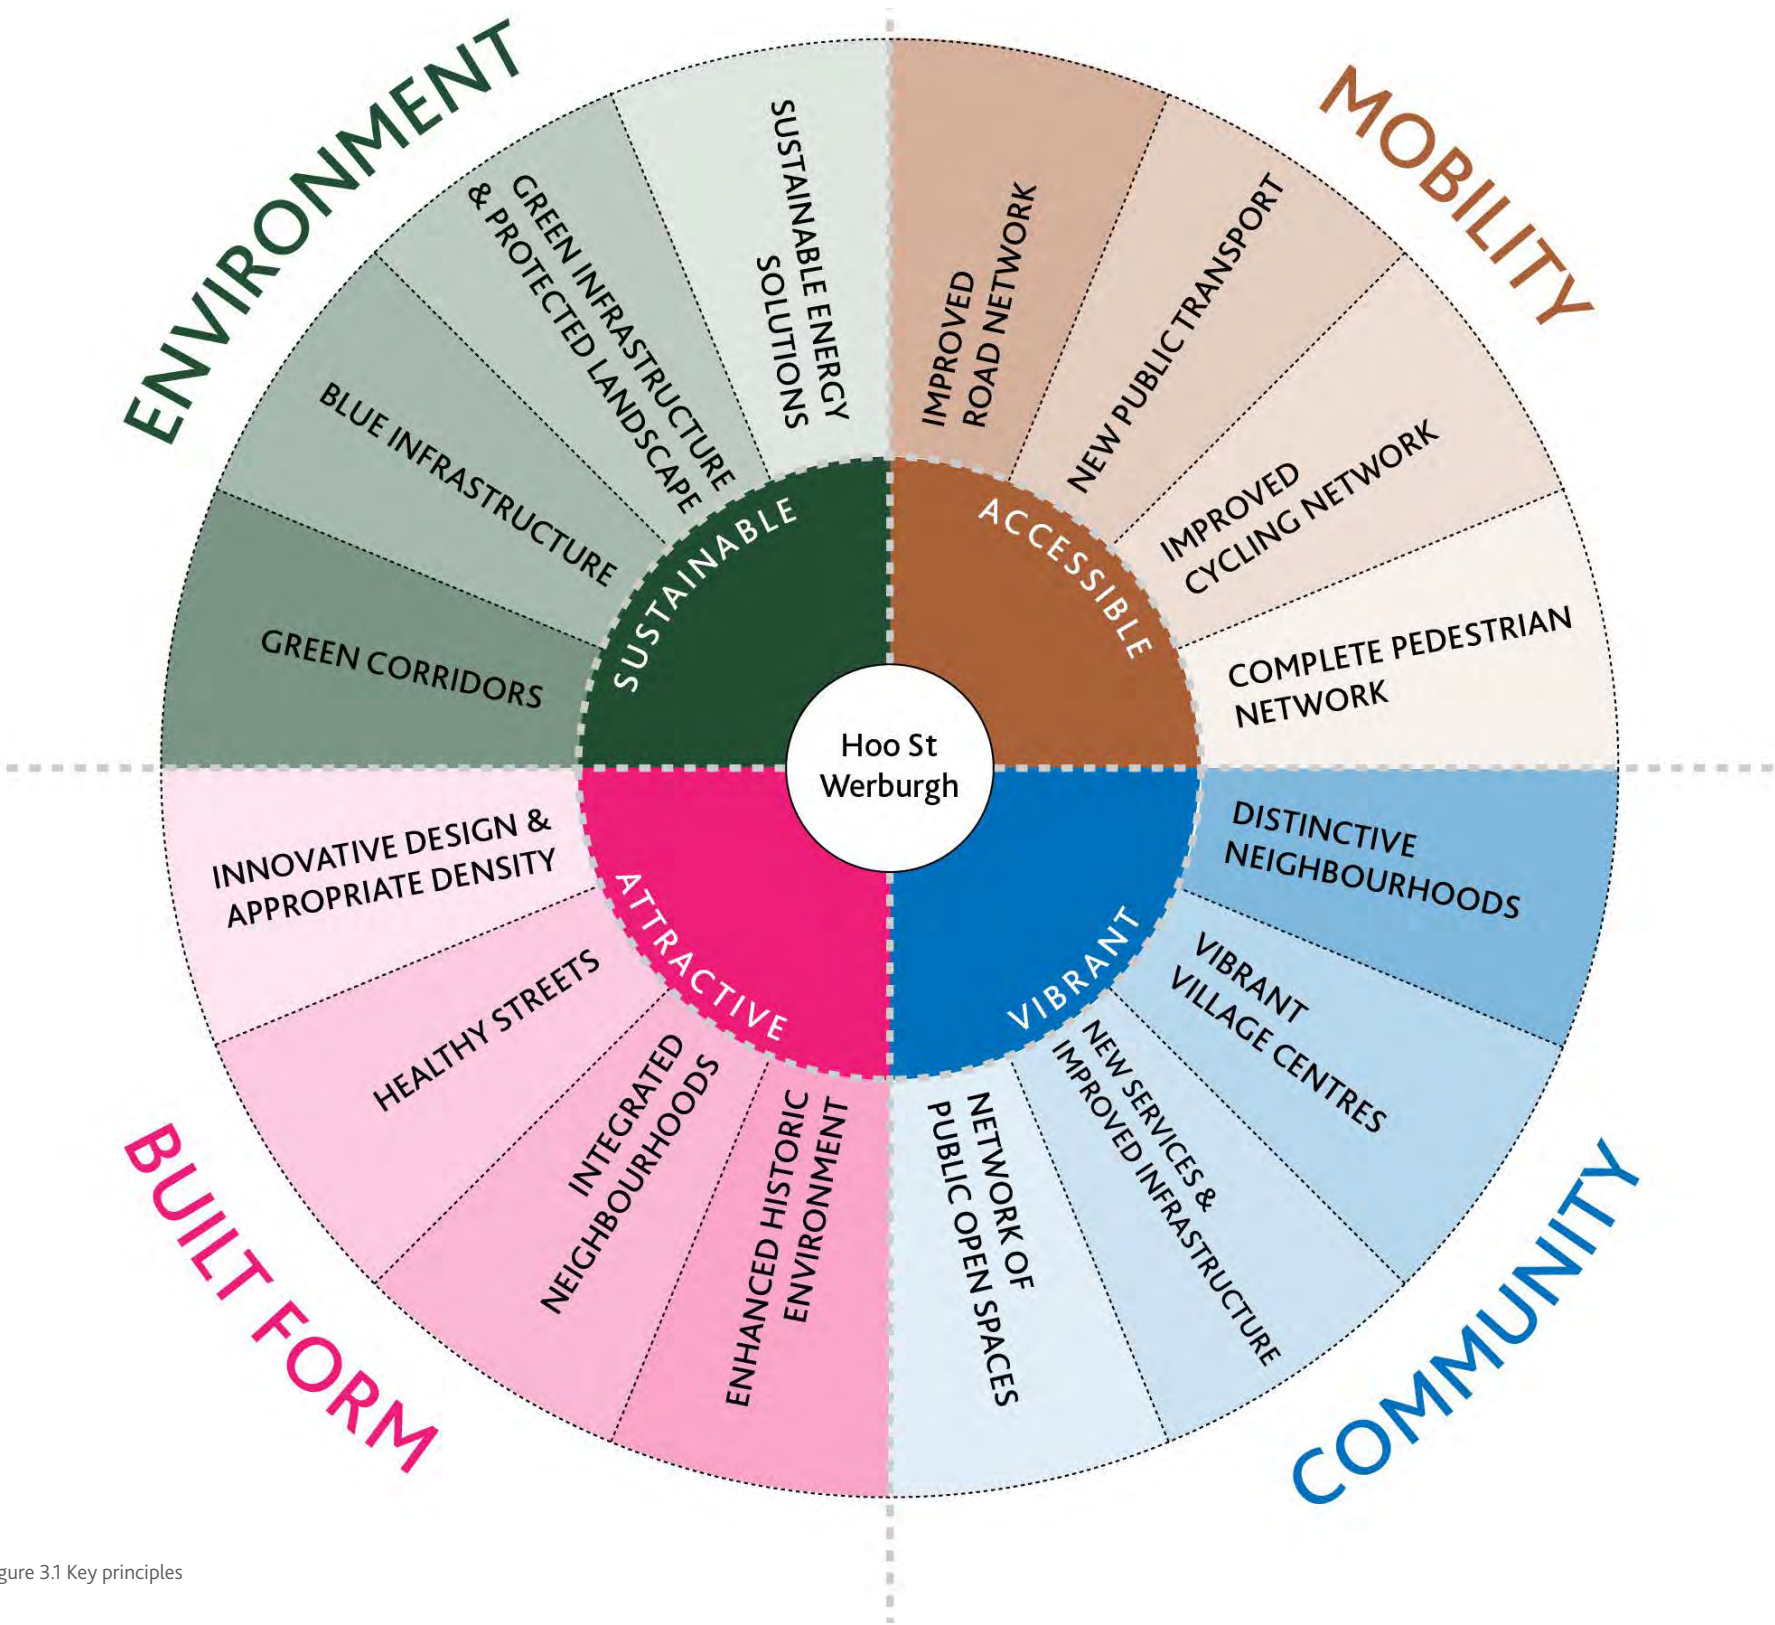 ENVIRONMENT
MOBILITY
SUSTAINABLE ENERGY
SOLUTIONS
GREEN INFRASTRUCTURE
& PROTECTED LANDSCAPE
BLUE INFRASTRUCTURE
GREEN CORRIDORS
SUSTAINABLE
IMPROVED
ROAD NETWORK
NEW PUBLIC TRANSPORT
IMPROVED
CYCLING NETWORK
COMPLETE PEDESTRIAN
NETWORK
ACCESSIBLE
Hoo St
Werburgh
INNOVATIVE DESIGN &
APPROPRIATE DENSITY
HEALTHY STREETS
INTEGRATED
NEIGHBOURHOODS
ENHANCED HISTORIC
ENVIRONMENT
ATTRACTIVE
DISTINCTIVE
NEIGHBOURHOODS
VIBRANT
VILLAGE CENTRES
NEW SERVICES &
IMPROVED INFRASTRUCTURE
NETWORK OF
PUBLIC OPEN SPACES
VIBRANT
BUILT FORM
COMMUNITY
gure 3.1 Key principles